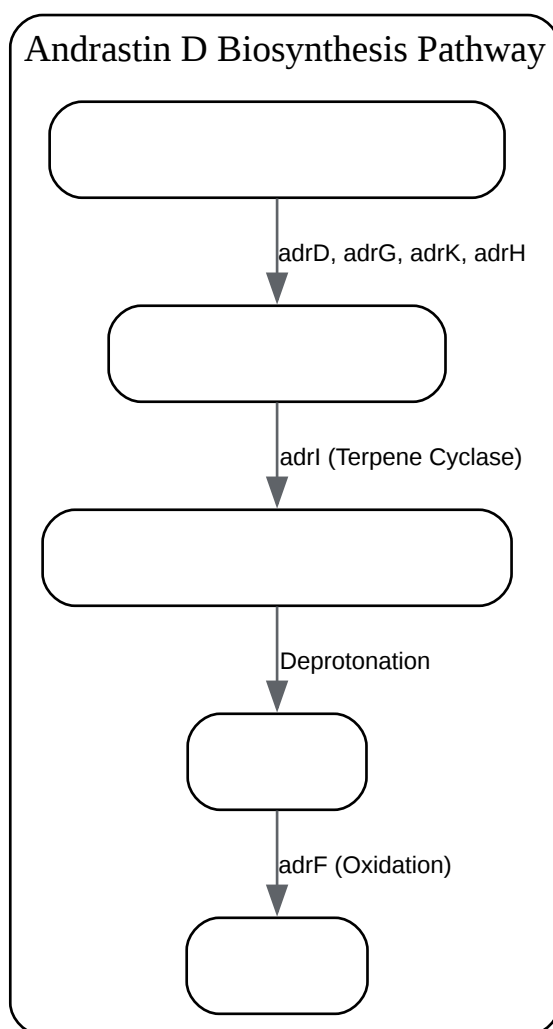 Andrastin D Biosynthesis Pathway
adrD, adrG, adrK, adrH
adrI (Terpene Cyclase)
Deprotonation
adrF (Oxidation)